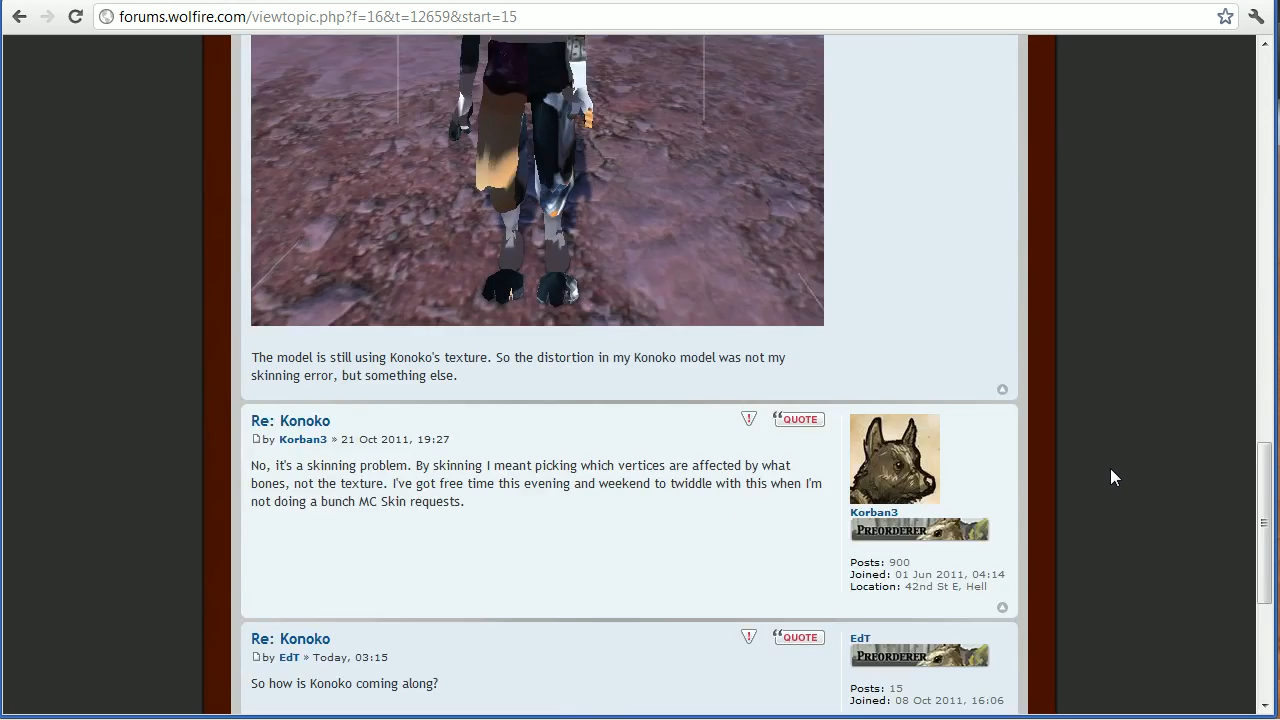 forums.wolfire.com/viewtopic.php?f=16&t=12659&start=15
The model is still using Konoko's texture. So the distortion in my Konoko model was not my
skinning error, but something else.
Re: Konoko
QUOTE
by Korban3 » 21 Oct 2011, 19:27
No, it's a skinning problem. By skinning I meant picking which vertices are affected by what
bones, not the texture. I've got free time this evening and weekend to twiddle with this when I'm
not doing a bunch MC Skin requests.
Korban3
PREORDERER
Posts: 900
Joined: 01 Jun 2011, 04:14
Location: 42nd St E, Hell
Re: Konoko
QUOTE
by EdT » Today, 03:15
So how is Konoko coming along?
EdT
PREORDERER
Posts: 15
Joined: 08 Oct 2011, 16:06